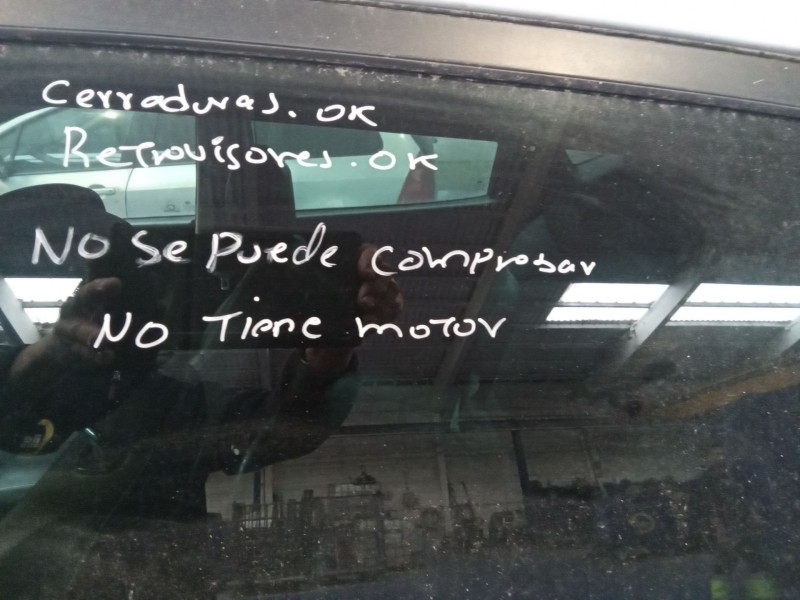 Cerraduras. OK
Retrovisores. OK
NO Se Puede comprobar
NO Tiene motor